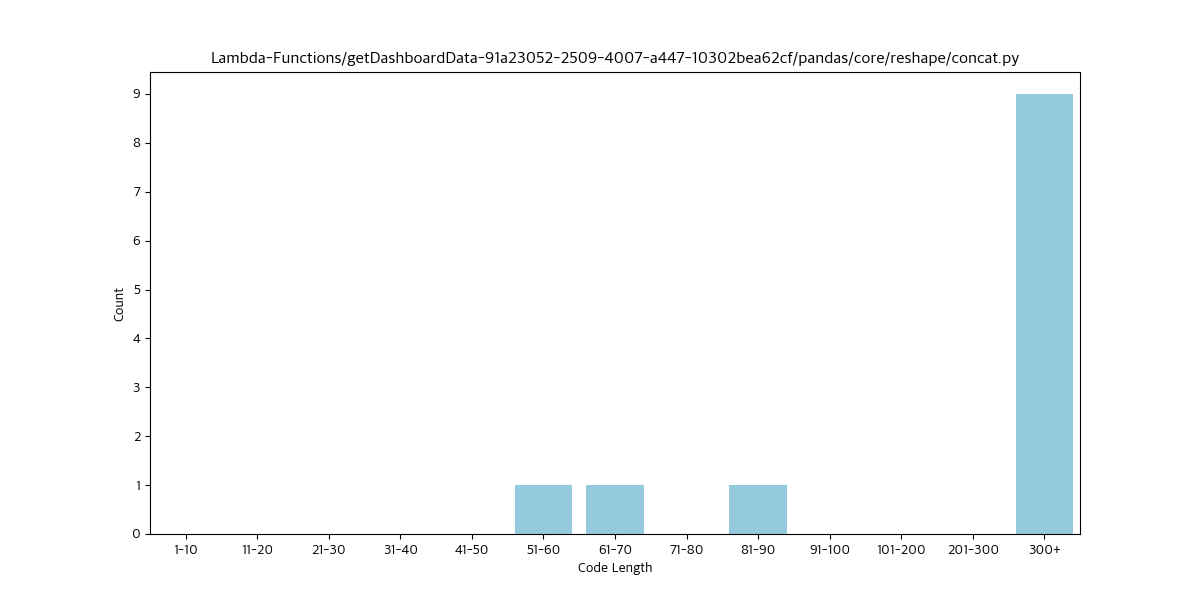 Lambda-Functions/getDashboardData-91a23052-2509-4007-a447-10302bea62cf/pandas/core/reshape/concat.py
9
8
7
6
5
4
3
2
1
0
Count
1-10 11-20 21-30 31-40 41-50 51-60 61-70 71-80 81-90 91-100 101-200 201-300 300+
Code Length